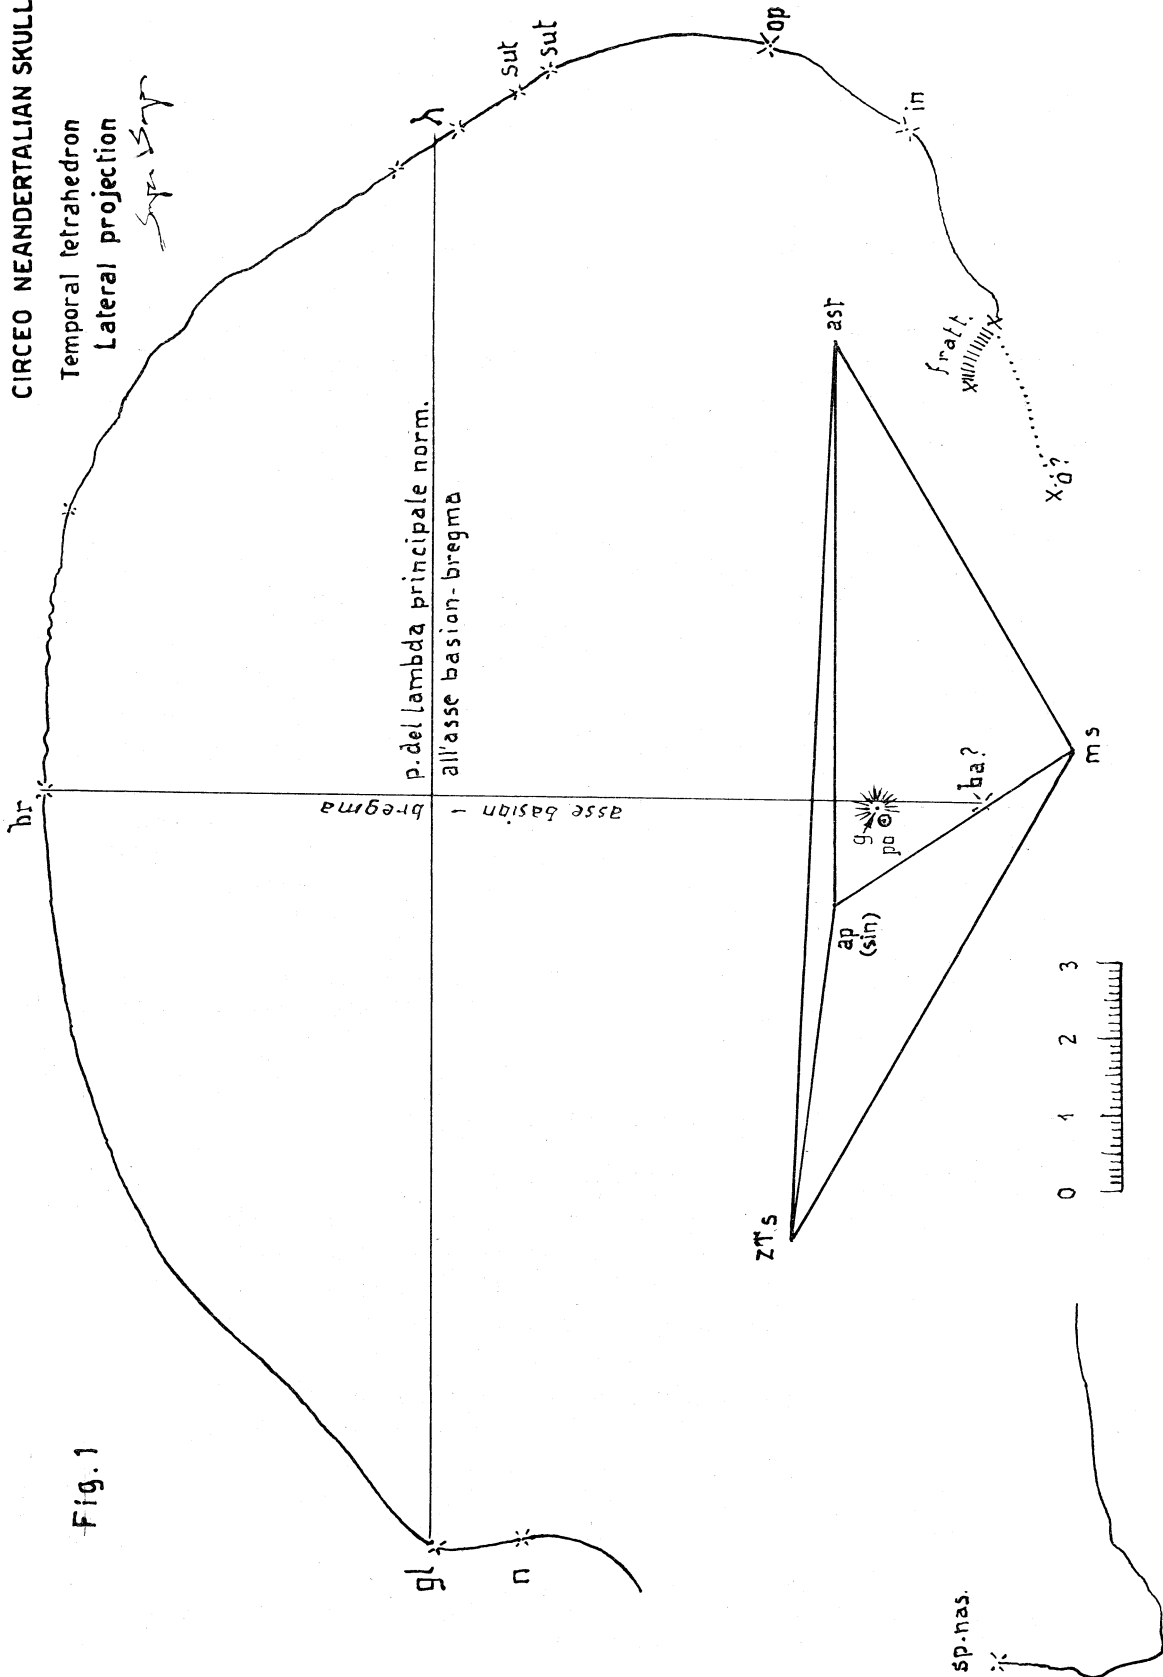 CIRCEO NEANDERTALIAN SKULL
Temporal tetrahedron
Lateral projection
Fig. 1
br
λ
sut
sut
op
in
fratt.
x
x
x ò?
p. del lambda principale norm.
all'asse basion-bregma
asse basion - bregma
ast
g
po
ba?
ap
(sin)
ms
zT.s
gl
n
sp.nas.
0 1 2 3